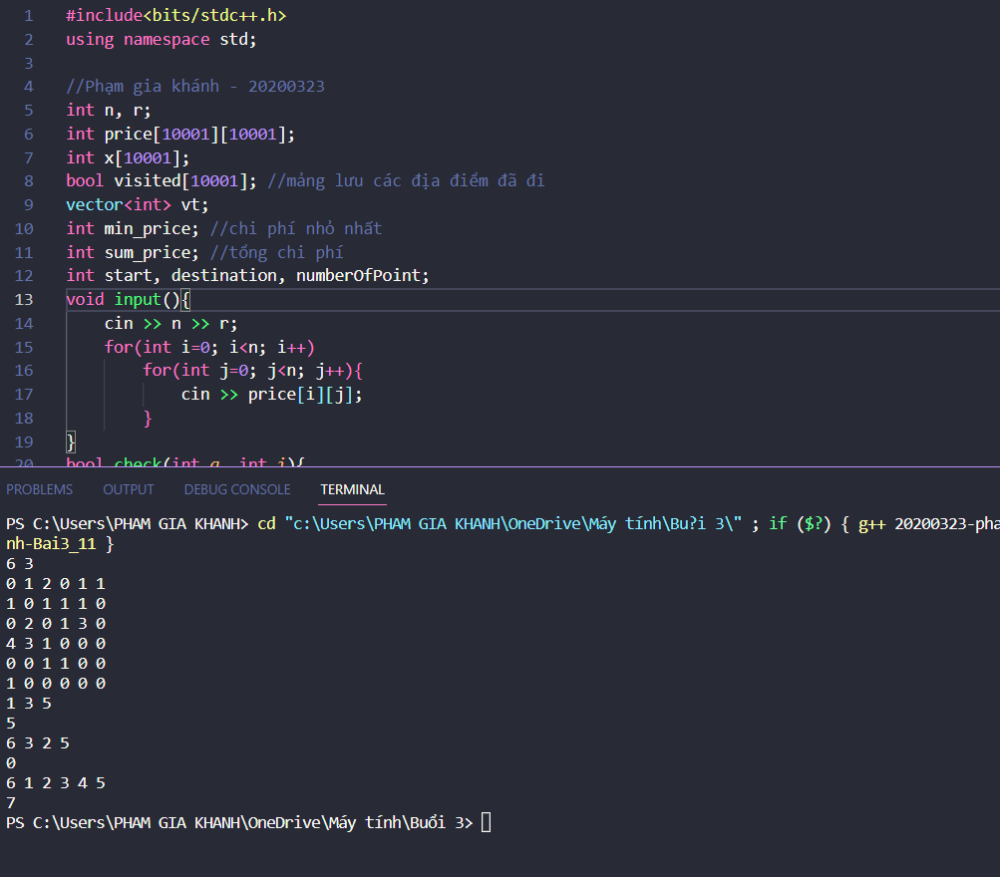 1 #include<bits/stdc++.h>
2 using namespace std;
3
4 //Phạm gia khánh - 20200323
5 int n, r;
6 int price[10001][10001];
7 int x[10001];
8 bool visited[10001]; //mảng lưu các địa điểm đã đi
9 vector<int> vt;
10 int min_price; //chi phí nhỏ nhất
11 int sum_price; //tổng chi phí
12 int start, destination, numberOfPoint;
13 void input(){
14 cin >> n >> r;
15 for(int i=0; i<n; i++)
16 for(int j=0; j<n; j++){
17 cin >> price[i][j];
18 }
19 }
20 bool check(int a, int i){
PROBLEMS OUTPUT DEBUG CONSOLE TERMINAL
PS C:\Users\PHAM GIA KHANH> cd "c:\Users\PHAM GIA KHANH\OneDrive\Máy tính\Bu?i 3\" ; if ($?) { g++ 20200323-pha
nh-Bai3_11 }
6 3
0 1 2 0 1 1
1 0 1 1 1 0
0 2 0 1 3 0
4 3 1 0 0 0
0 0 1 1 0 0
1 0 0 0 0 0
1 3 5
5
6 3 2 5
0
6 1 2 3 4 5
7
PS C:\Users\PHAM GIA KHANH\OneDrive\Máy tính\Buổi 3>